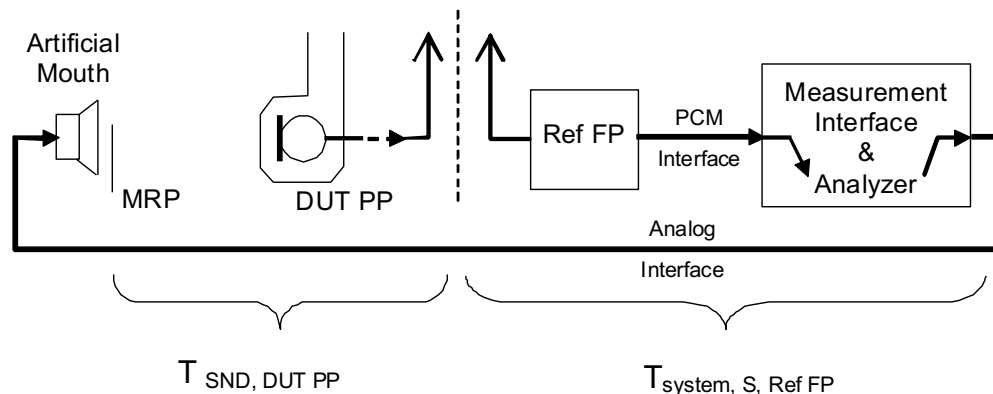 Artificial
Mouth
MRP
DUT PP
Ref FP
PCM
Interface
Measurement
Interface
&
Analyzer
Analog
Interface
T SND, DUT PP
Tsystem, S, Ref FP